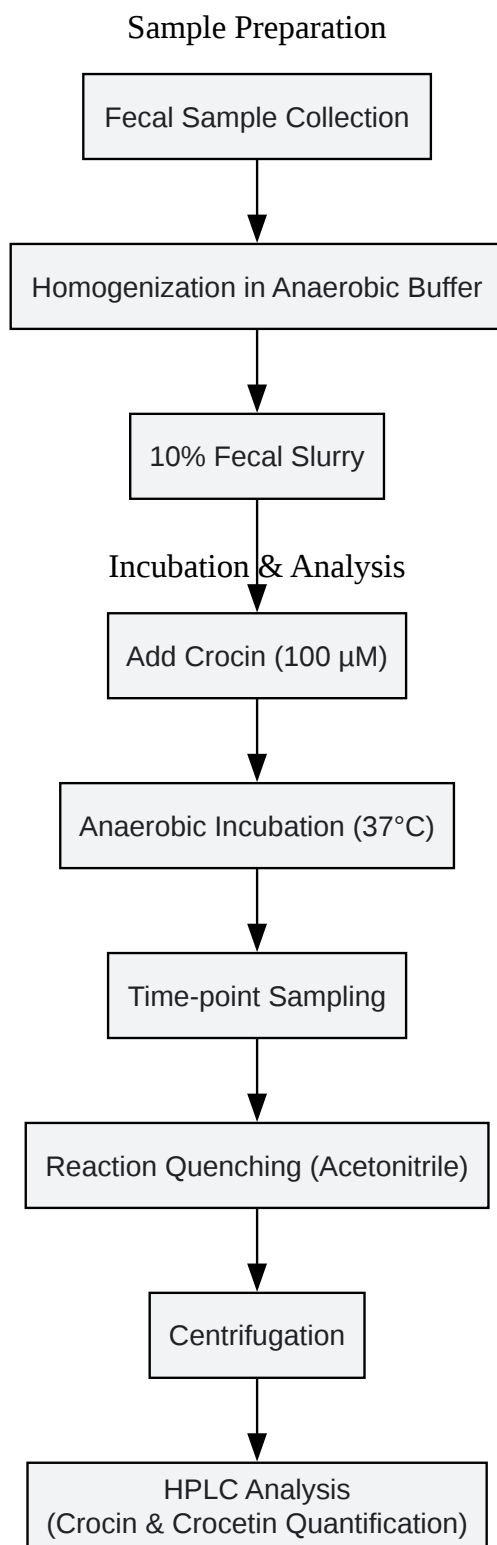 Sample Preparation
Fecal Sample Collection
Homogenization in Anaerobic Buffer
10% Fecal Slurry
Incubation & Analysis
Add Crocin (100 µM)
Anaerobic Incubation (37°C)
Time-point Sampling
Reaction Quenching (Acetonitrile)
Centrifugation
HPLC Analysis
(Crocin & Crocetin Quantification)